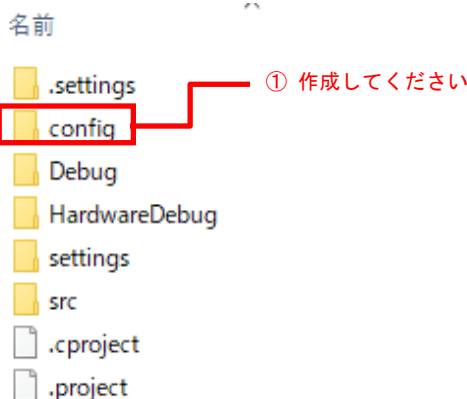 名前
.settings
① 作成してください
config
Debug
HardwareDebug
settings
src
.cproject
.project